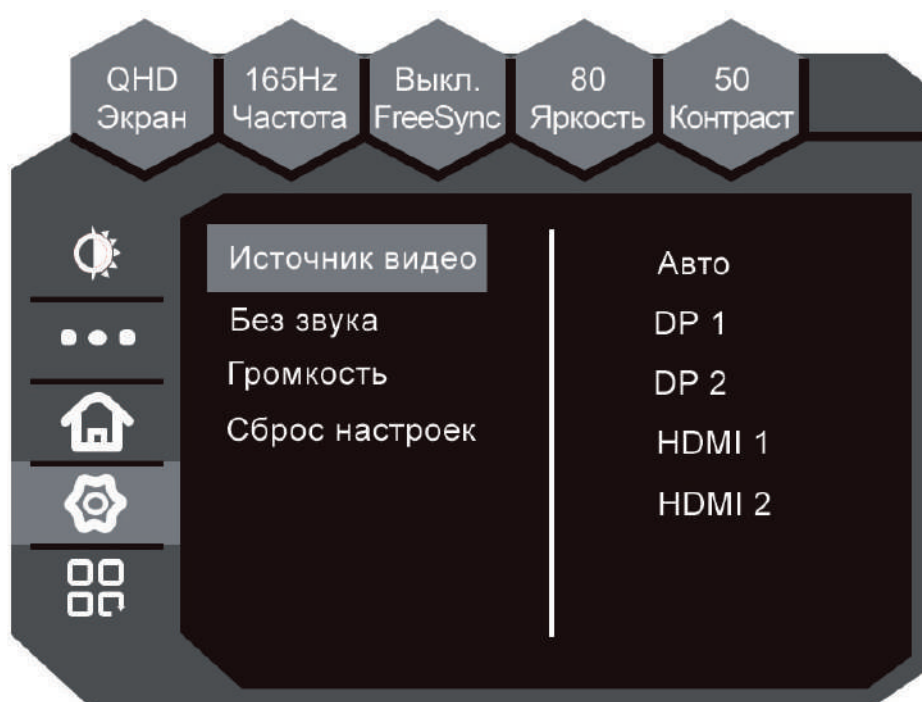 QHD
Экран
165Hz
Частота
Выкл.
FreeSync
80
Яркость
50
Контраст
Источник видео
Без звука
Громкость
Сброс настроек
Авто
DP 1
DP 2
HDMI 1
HDMI 2